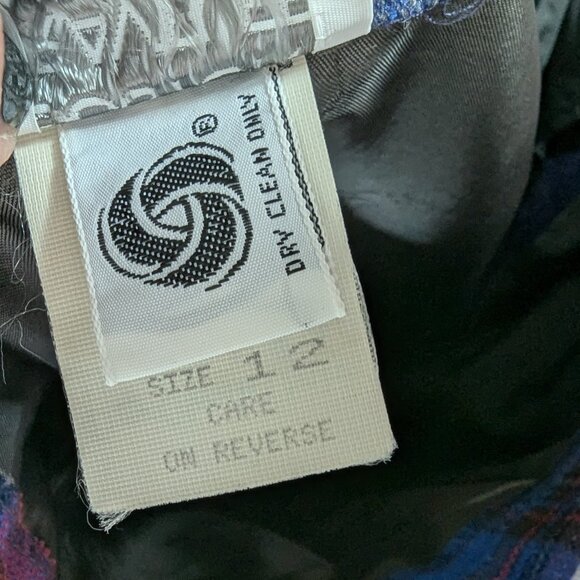 ®
DRY CLEAN ONLY
SIZE 12
CARE
ON REVERSE